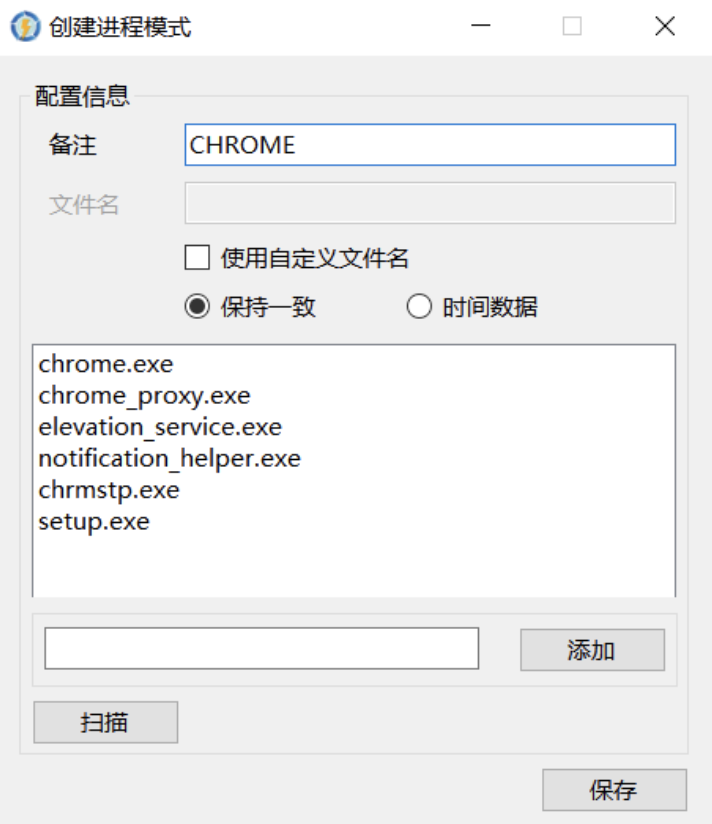 创建进程模式
配置信息
备注 CHROME
文件名
使用自定义文件名
保持一致 时间数据
chrome.exe
chrome_proxy.exe
elevation_service.exe
notification_helper.exe
chrmstp.exe
setup.exe
添加
扫描
保存